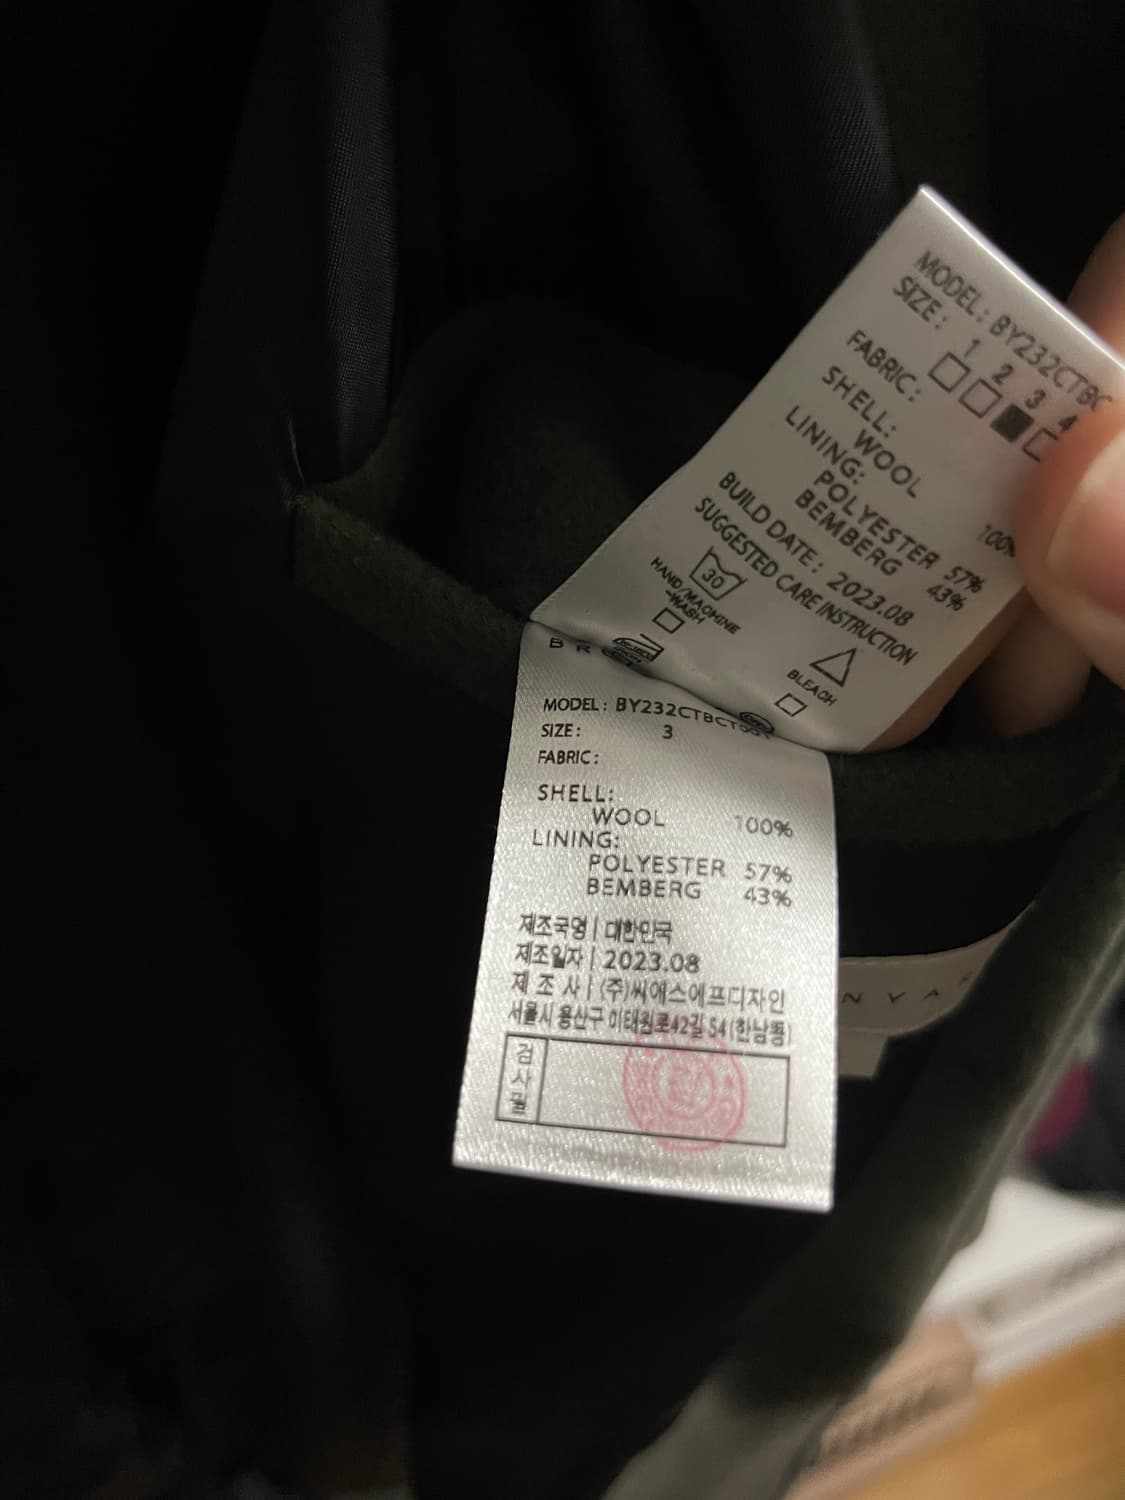 MODEL: BY232CTBC
SIZE: 1 2 3 4
FABRIC:
SHELL:
WOOL 100%
LINING:
POLYESTER 57%
BEMBERG 43%
BUILD DATE: 2023.08
SUGGESTED CARE INSTRUCTION
30
HAND/MACHINE
-WASH
BLEACH
B R
MODEL: BY232CTBCT
SIZE: 3
FABRIC:
SHELL:
WOOL 100%
LINING:
POLYESTER 57%
BEMBERG 43%
제조국명 | 대한민국
제조일자 | 2023.08
제 조 사 | (주)씨에스에프디자인
서울시 용산구 이태원로42길 54(한남동)
검사필
N Y A